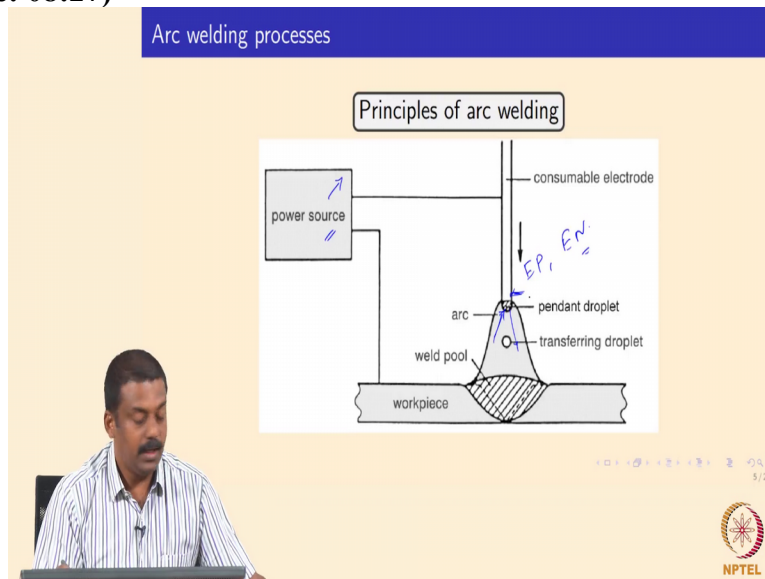 Arc welding processes
Principles of arc welding
consumable electrode
power source
EP, EN.
pendant droplet
arc
transferring droplet
weld pool
workpiece
NPTEL